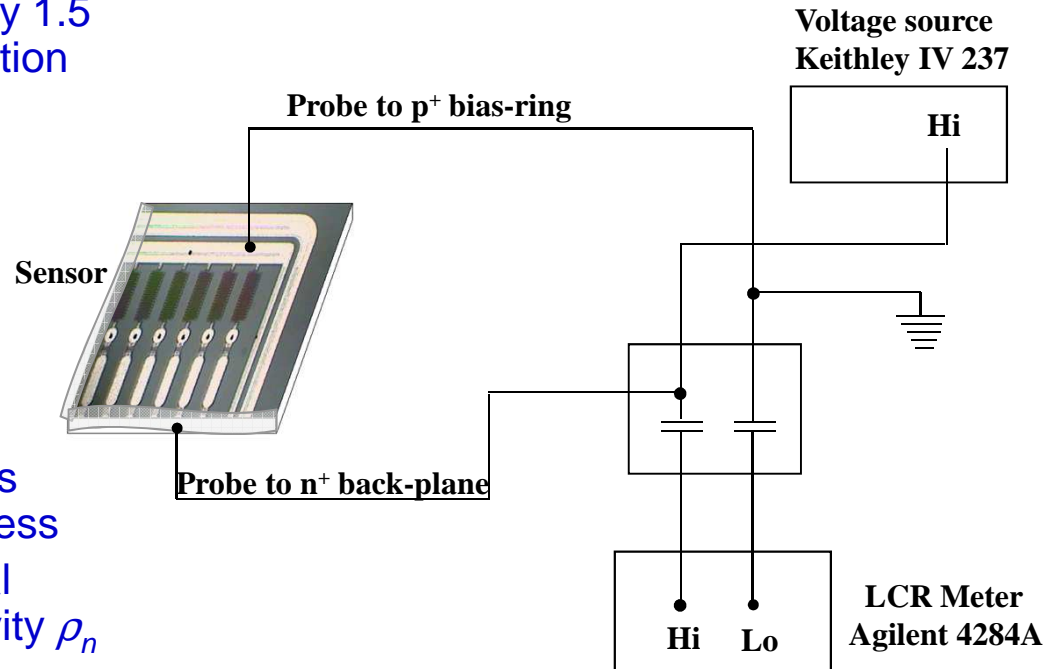 y 1.5
tion
Voltage source
Keithley IV 237
Hi
Probe to p⁺ bias-ring
Sensor
Probe to n⁺ back-plane
s
ess
al
vity ρₙ
Hi Lo
LCR Meter
Agilent 4284A